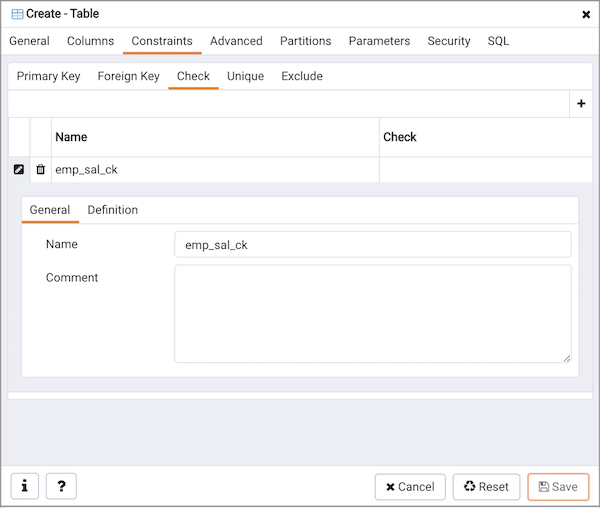 Create - Table
General Columns Constraints Advanced Partitions Parameters Security SQL
Primary Key Foreign Key Check Unique Exclude
Name Check
emp_sal_ck
General Definition
Name emp_sal_ck
Comment
Cancel Reset Save